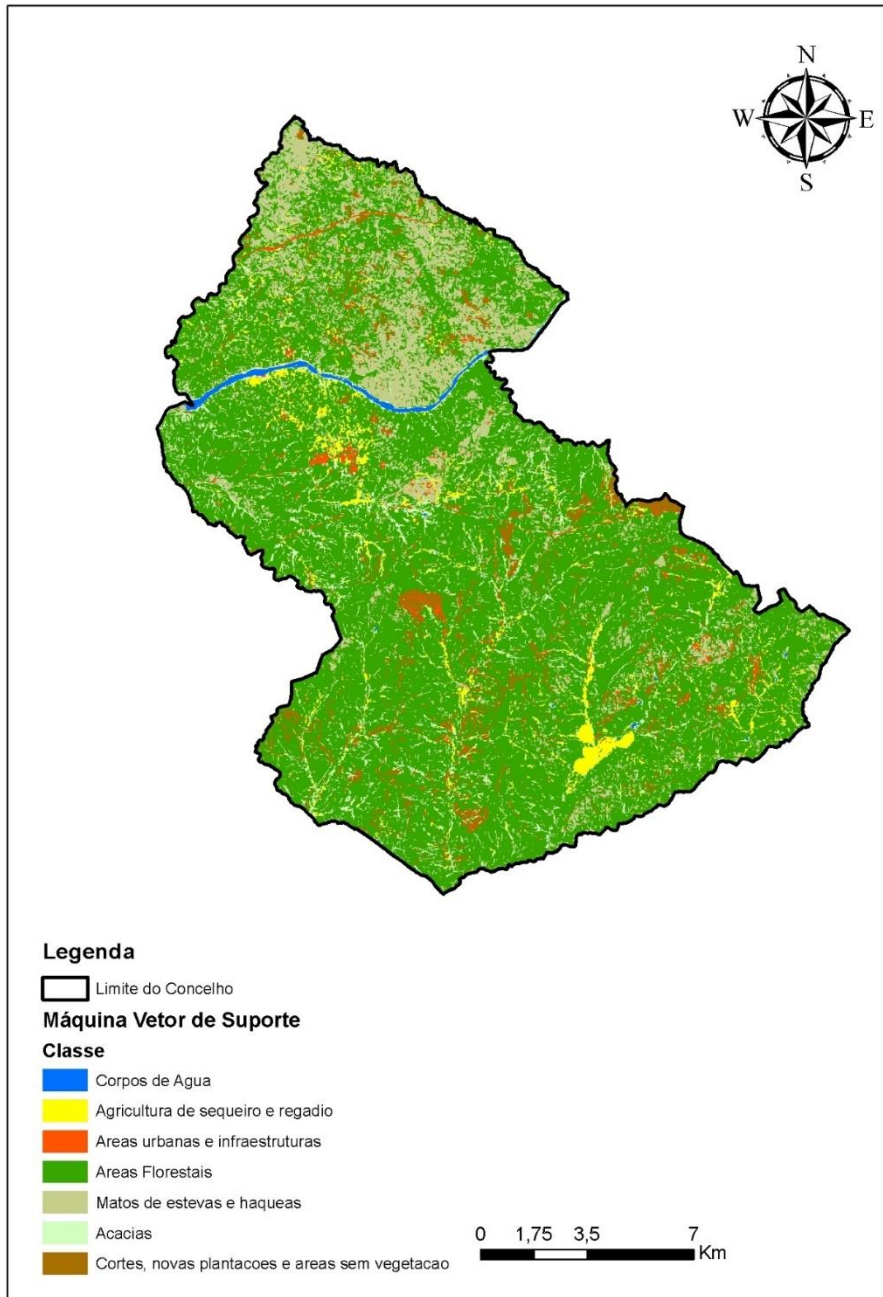 N
W E
S
Legenda
Limite do Concelho
Máquina Vetor de Suporte
Classe
Corpos de Agua
Agricultura de sequeiro e regadio
Areas urbanas e infraestruturas
Areas Florestais
Matos de estevas e haqueas
Acacias
Cortes, novas plantacoes e areas sem vegetacao
0 1,75 3,5 7
Km